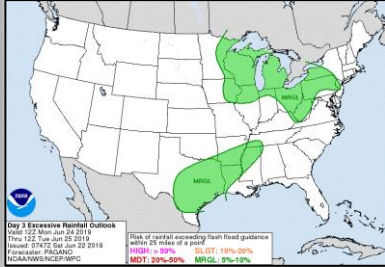 MRGL
MRGL
Day 3 Excessive Rainfall Outlook
Valid 12Z Mon Jun 24 2019
Thru 12Z Tue Jun 25 2019
Issued: 0747Z Sat Jun 22 2019
Forecaster: PAGANO
NOAA/NWS/NCEP/WPC
Risk of rainfall exceeding flash flood guidance
within 25 miles of a point.
HIGH: > 50% SLGT: 10%-20%
MDT: 20%-50% MRGL: 5%-10%